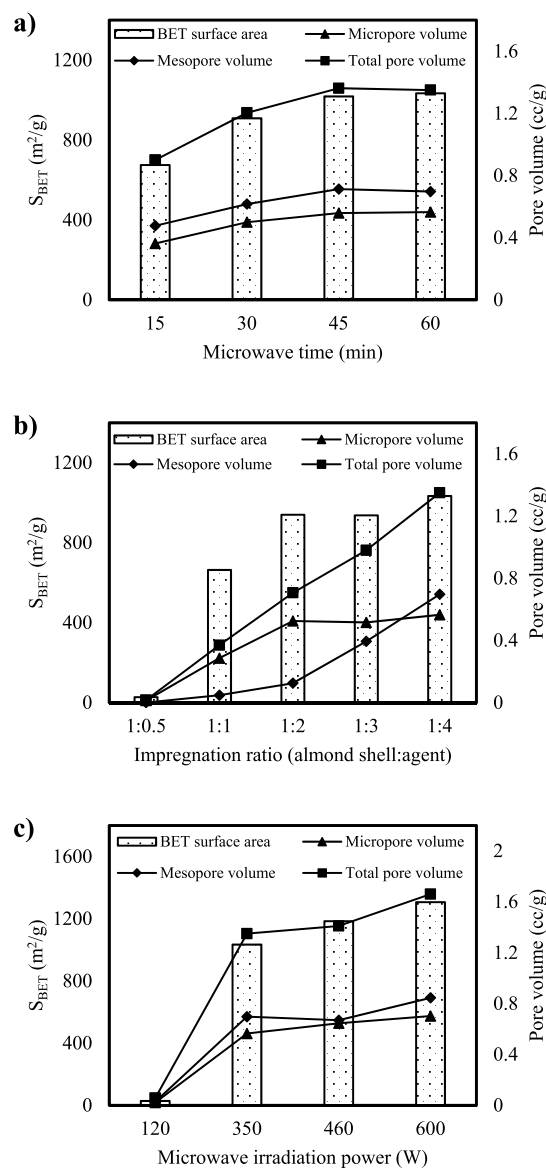 a)
BET surface area
Micropore volume
Mesopore volume
Total pore volume
1200
800
400
0
S_BET (m²/g)
1.6
1.2
0.8
0.4
0
Pore volume (cc/g)
15 30 45 60
Microwave time (min)
b)
BET surface area
Micropore volume
Mesopore volume
Total pore volume
1200
800
400
0
S_BET (m²/g)
1.6
1.2
0.8
0.4
0
Pore volume (cc/g)
1:0.5 1:1 1:2 1:3 1:4
Impregnation ratio (almond shell:agent)
c)
BET surface area
Micropore volume
Mesopore volume
Total pore volume
1600
1200
800
400
0
S_BET (m²/g)
2
1.6
1.2
0.8
0.4
0
Pore volume (cc/g)
120 350 460 600
Microwave irradiation power (W)